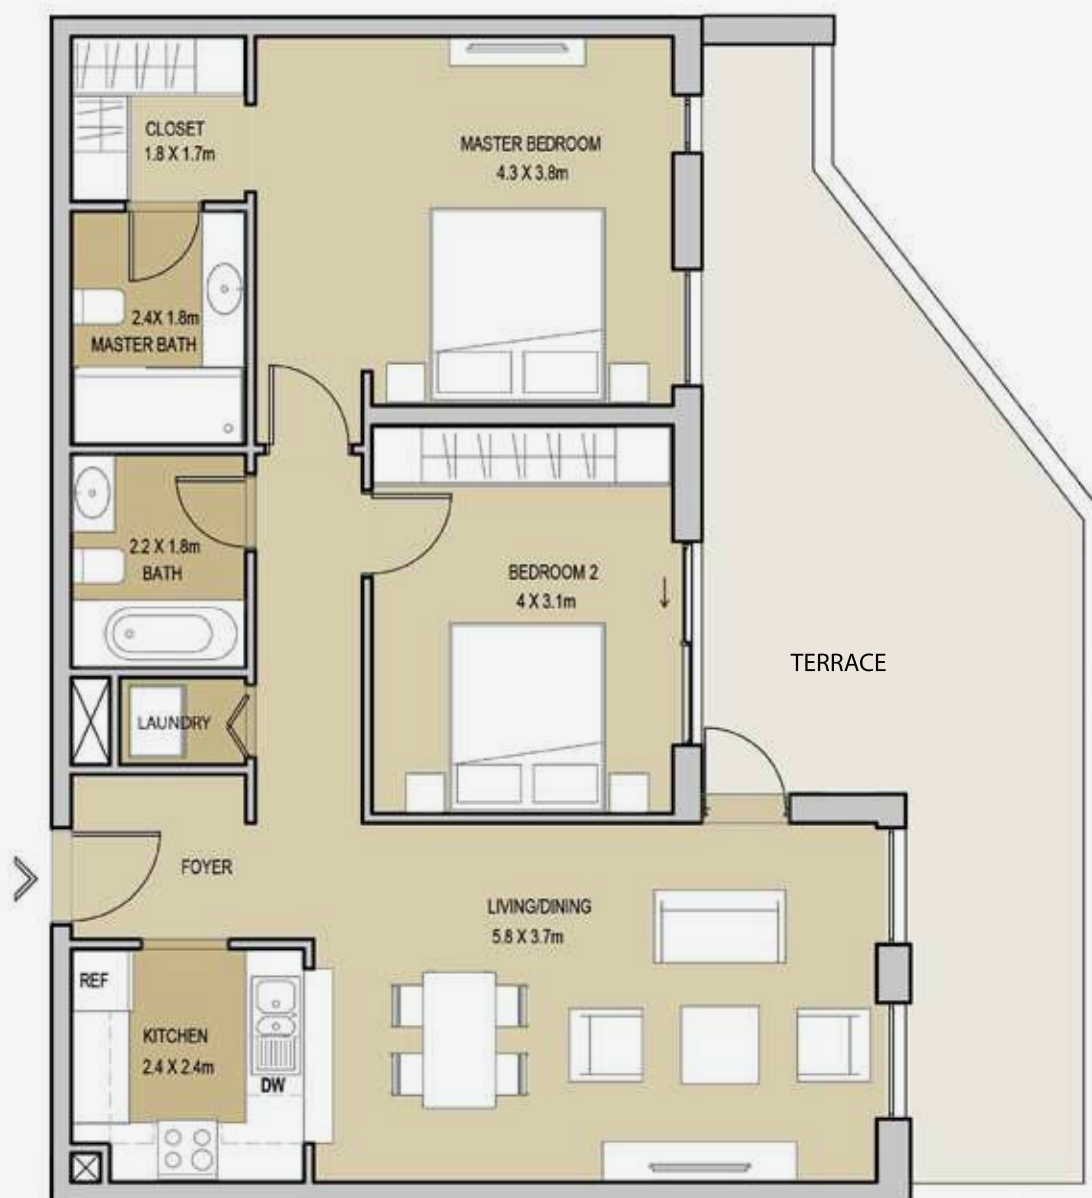 CLOSET
1.8 X 1.7m
MASTER BEDROOM
4.3 X 3.8m
2.4X 1.8m
MASTER BATH
2.2 X 1.8m
BATH
BEDROOM 2
4 X 3.1m
TERRACE
LAUNDRY
FOYER
LIVING/DINING
5.8 X 3.7m
REF
KITCHEN
2.4 X 2.4m
DW